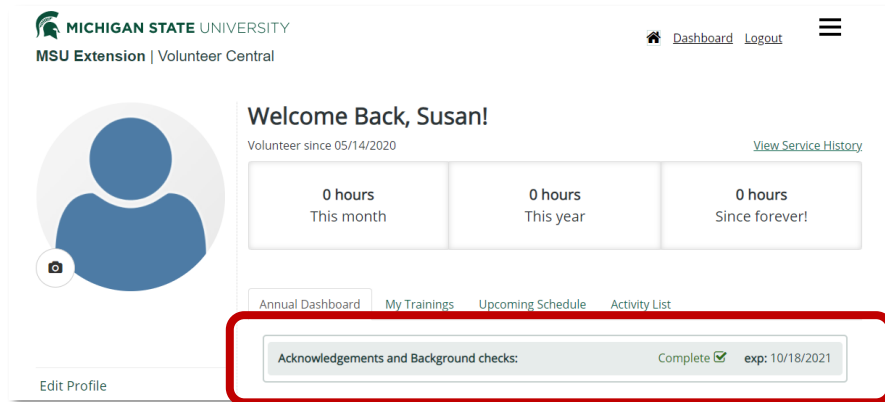 MICHIGAN STATE UNIVERSITY
MSU Extension | Volunteer Central
Dashboard Logout
Welcome Back, Susan!
Volunteer since 05/14/2020
View Service History
0 hours
This month
0 hours
This year
0 hours
Since forever!
Annual Dashboard My Trainings Upcoming Schedule Activity List
Acknowledgements and Background checks: Complete exp: 10/18/2021
Edit Profile